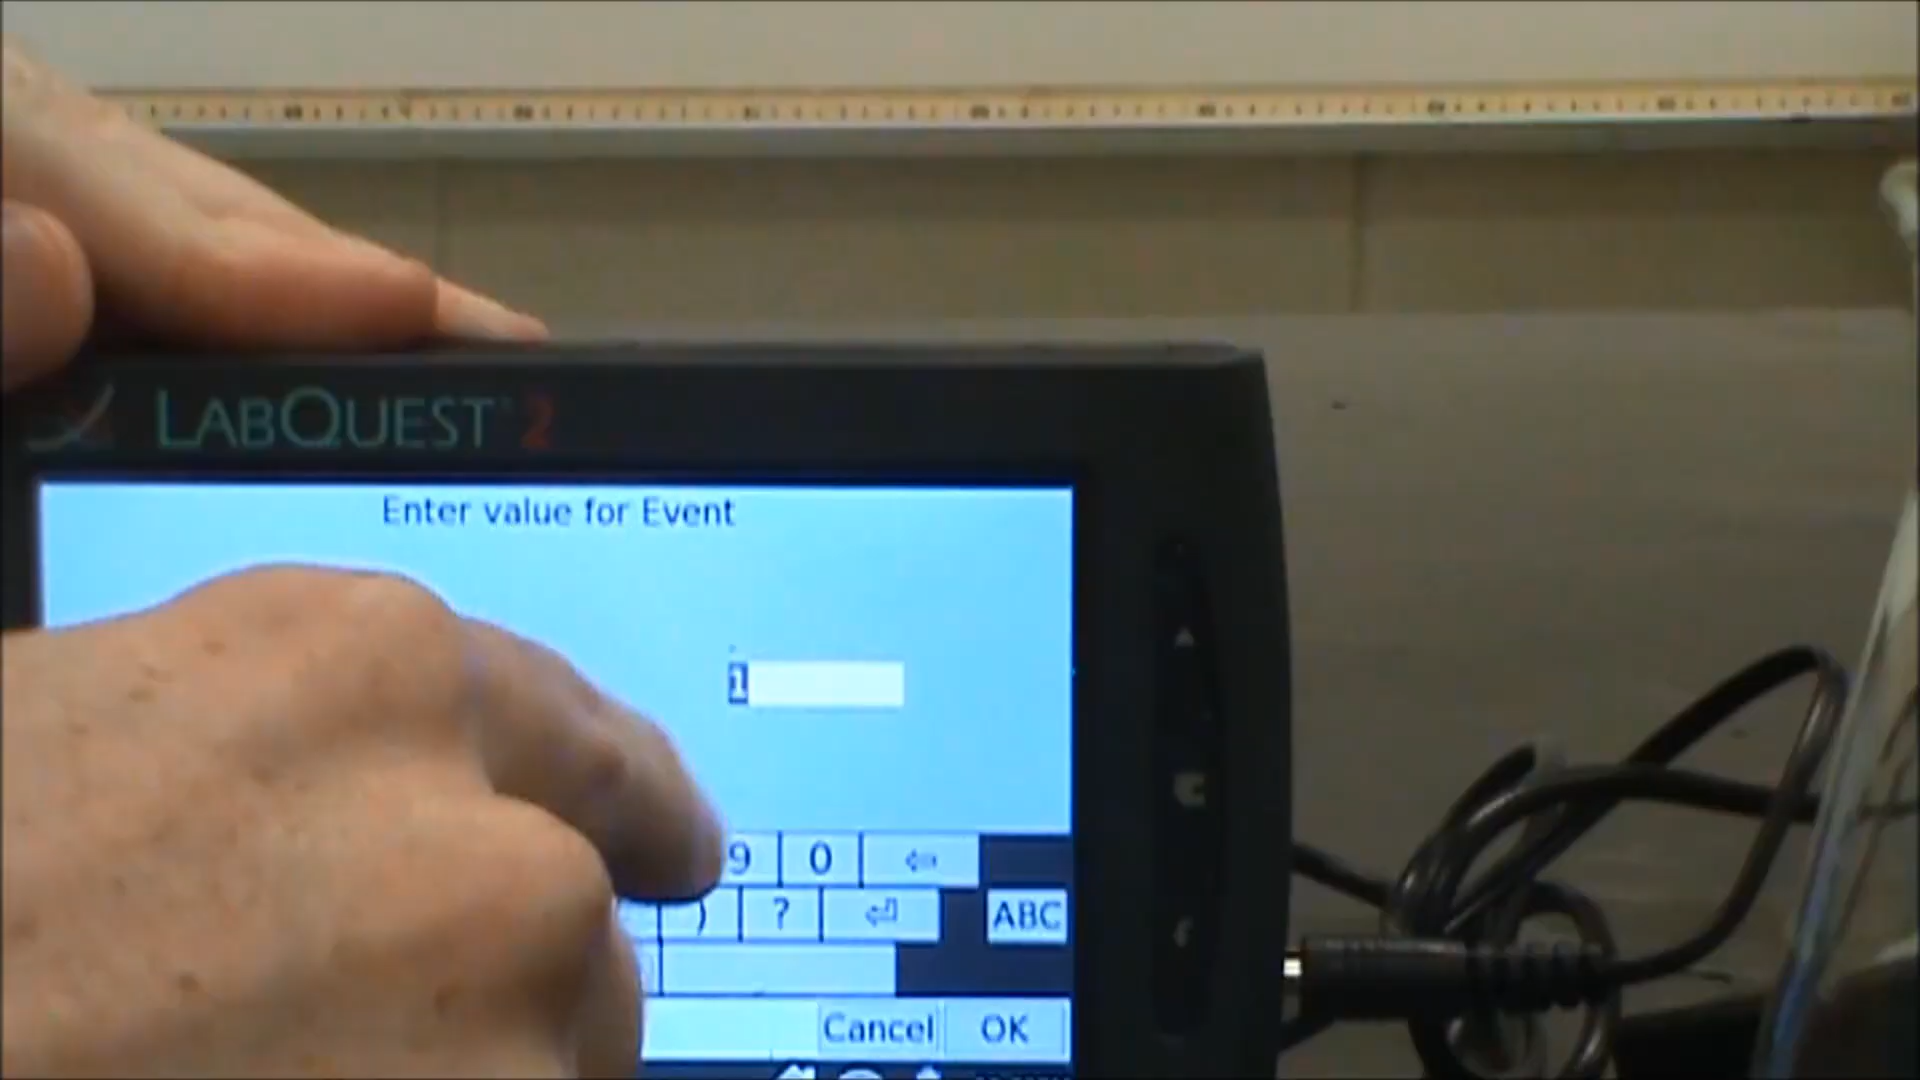 LABQUEST 2
Enter value for Event
1
9 0
) ? ABC
Cancel OK